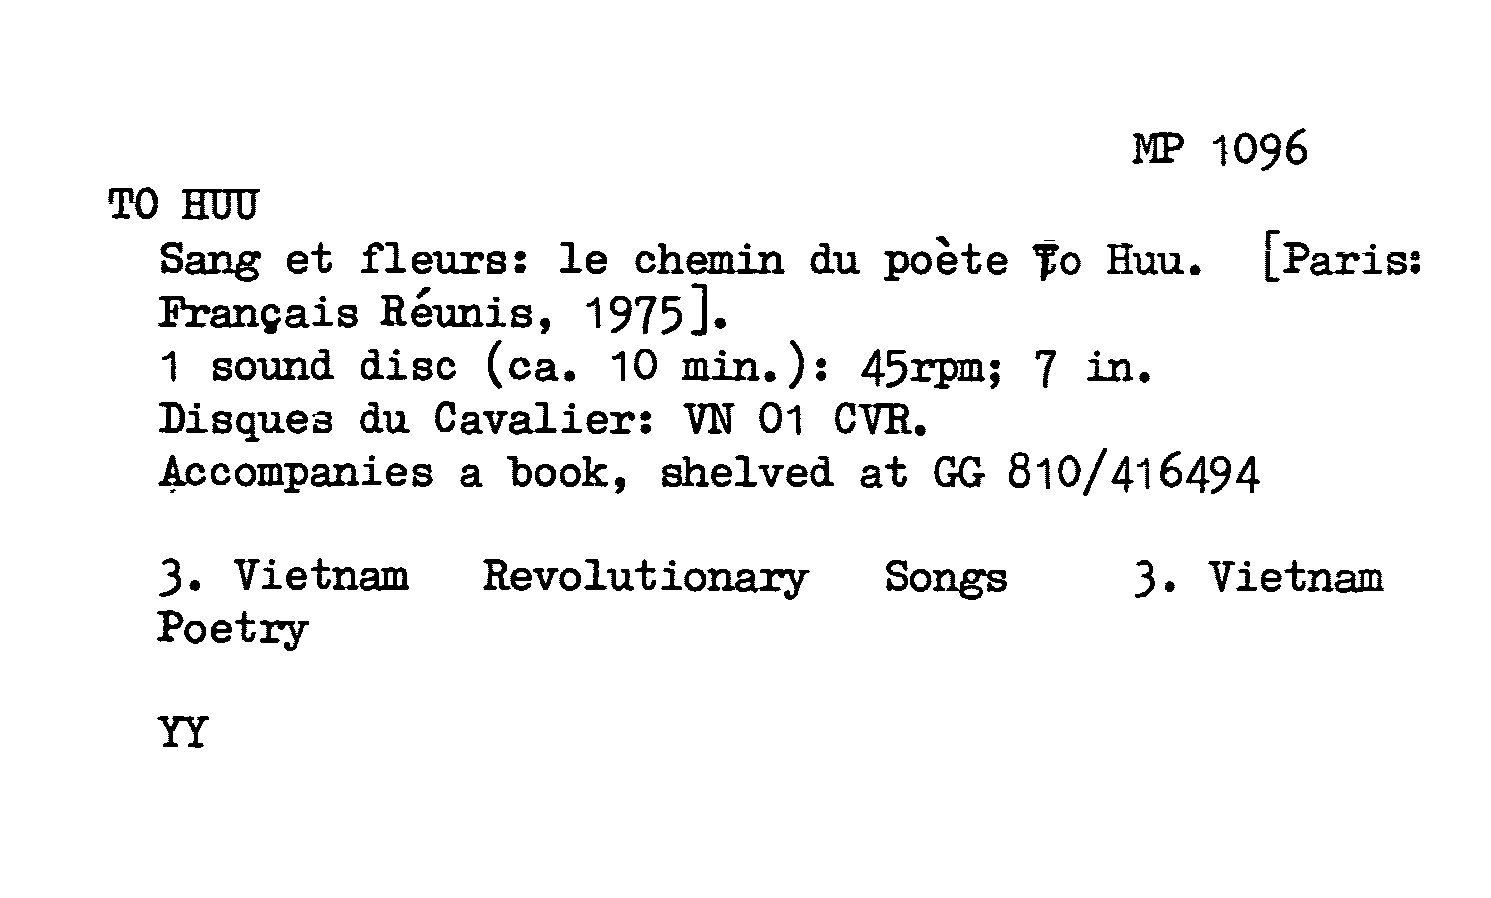 MP 1096
TO HUU
Sang et fleurs: le chemin du poète To Huu. [Paris:
Français Réunis, 1975].
1 sound disc (ca. 10 min.): 45rpm; 7 in.
Disques du Cavalier: VN 01 CVR.
Accompanies a book, shelved at GG 810/416494
3. Vietnam Revolutionary Songs 3. Vietnam
Poetry
YY